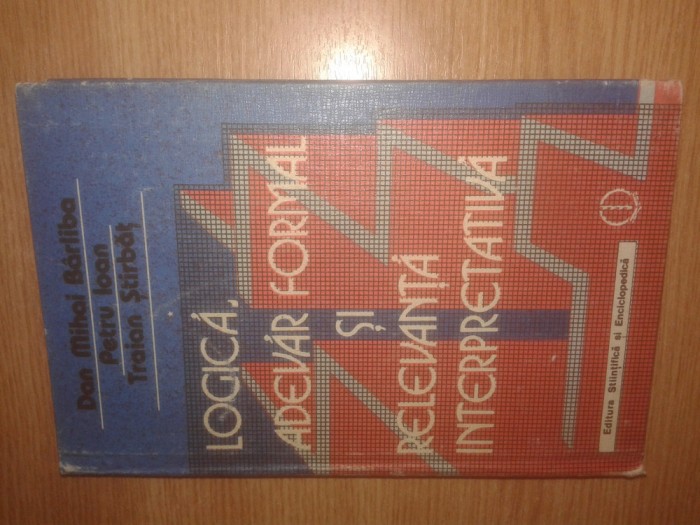 Dan Mihai Bârliba
Petru Ioan
Traian Știrbăț
LOGICĂ,
ADEVĂR FORMAL
ȘI
RELEVANȚĂ
INTERPRETATIVĂ
Editura Științifică și Enciclopedică